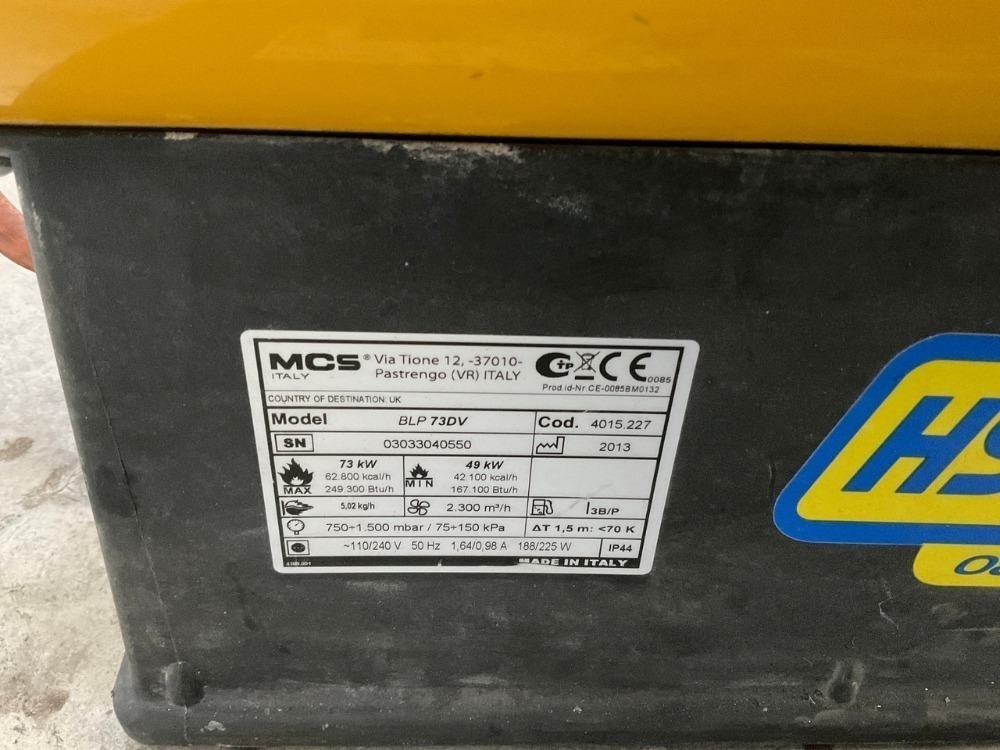 MCS® Via Tione 12, -37010-
ITALY Pastrengo (VR) ITALY
CE 0085
Prod.id-Nr.CE-0085BM0132
COUNTRY OF DESTINATION: UK
Model BLP 73DV Cod. 4015.227
SN 03033040550 2013
MAX 73 kW MIN 49 kW
62.800 kcal/h 42.100 kcal/h
249.300 Btu/h 167.100 Btu/h
5,02 kg/h 2.300 m³/h I3B/P
750÷1.500 mbar / 75÷150 kPa ΔT 1,5 m: <70 K
~110/240 V 50 Hz 1,64/0,98 A 188/225 W IP44
MADE IN ITALY
HS